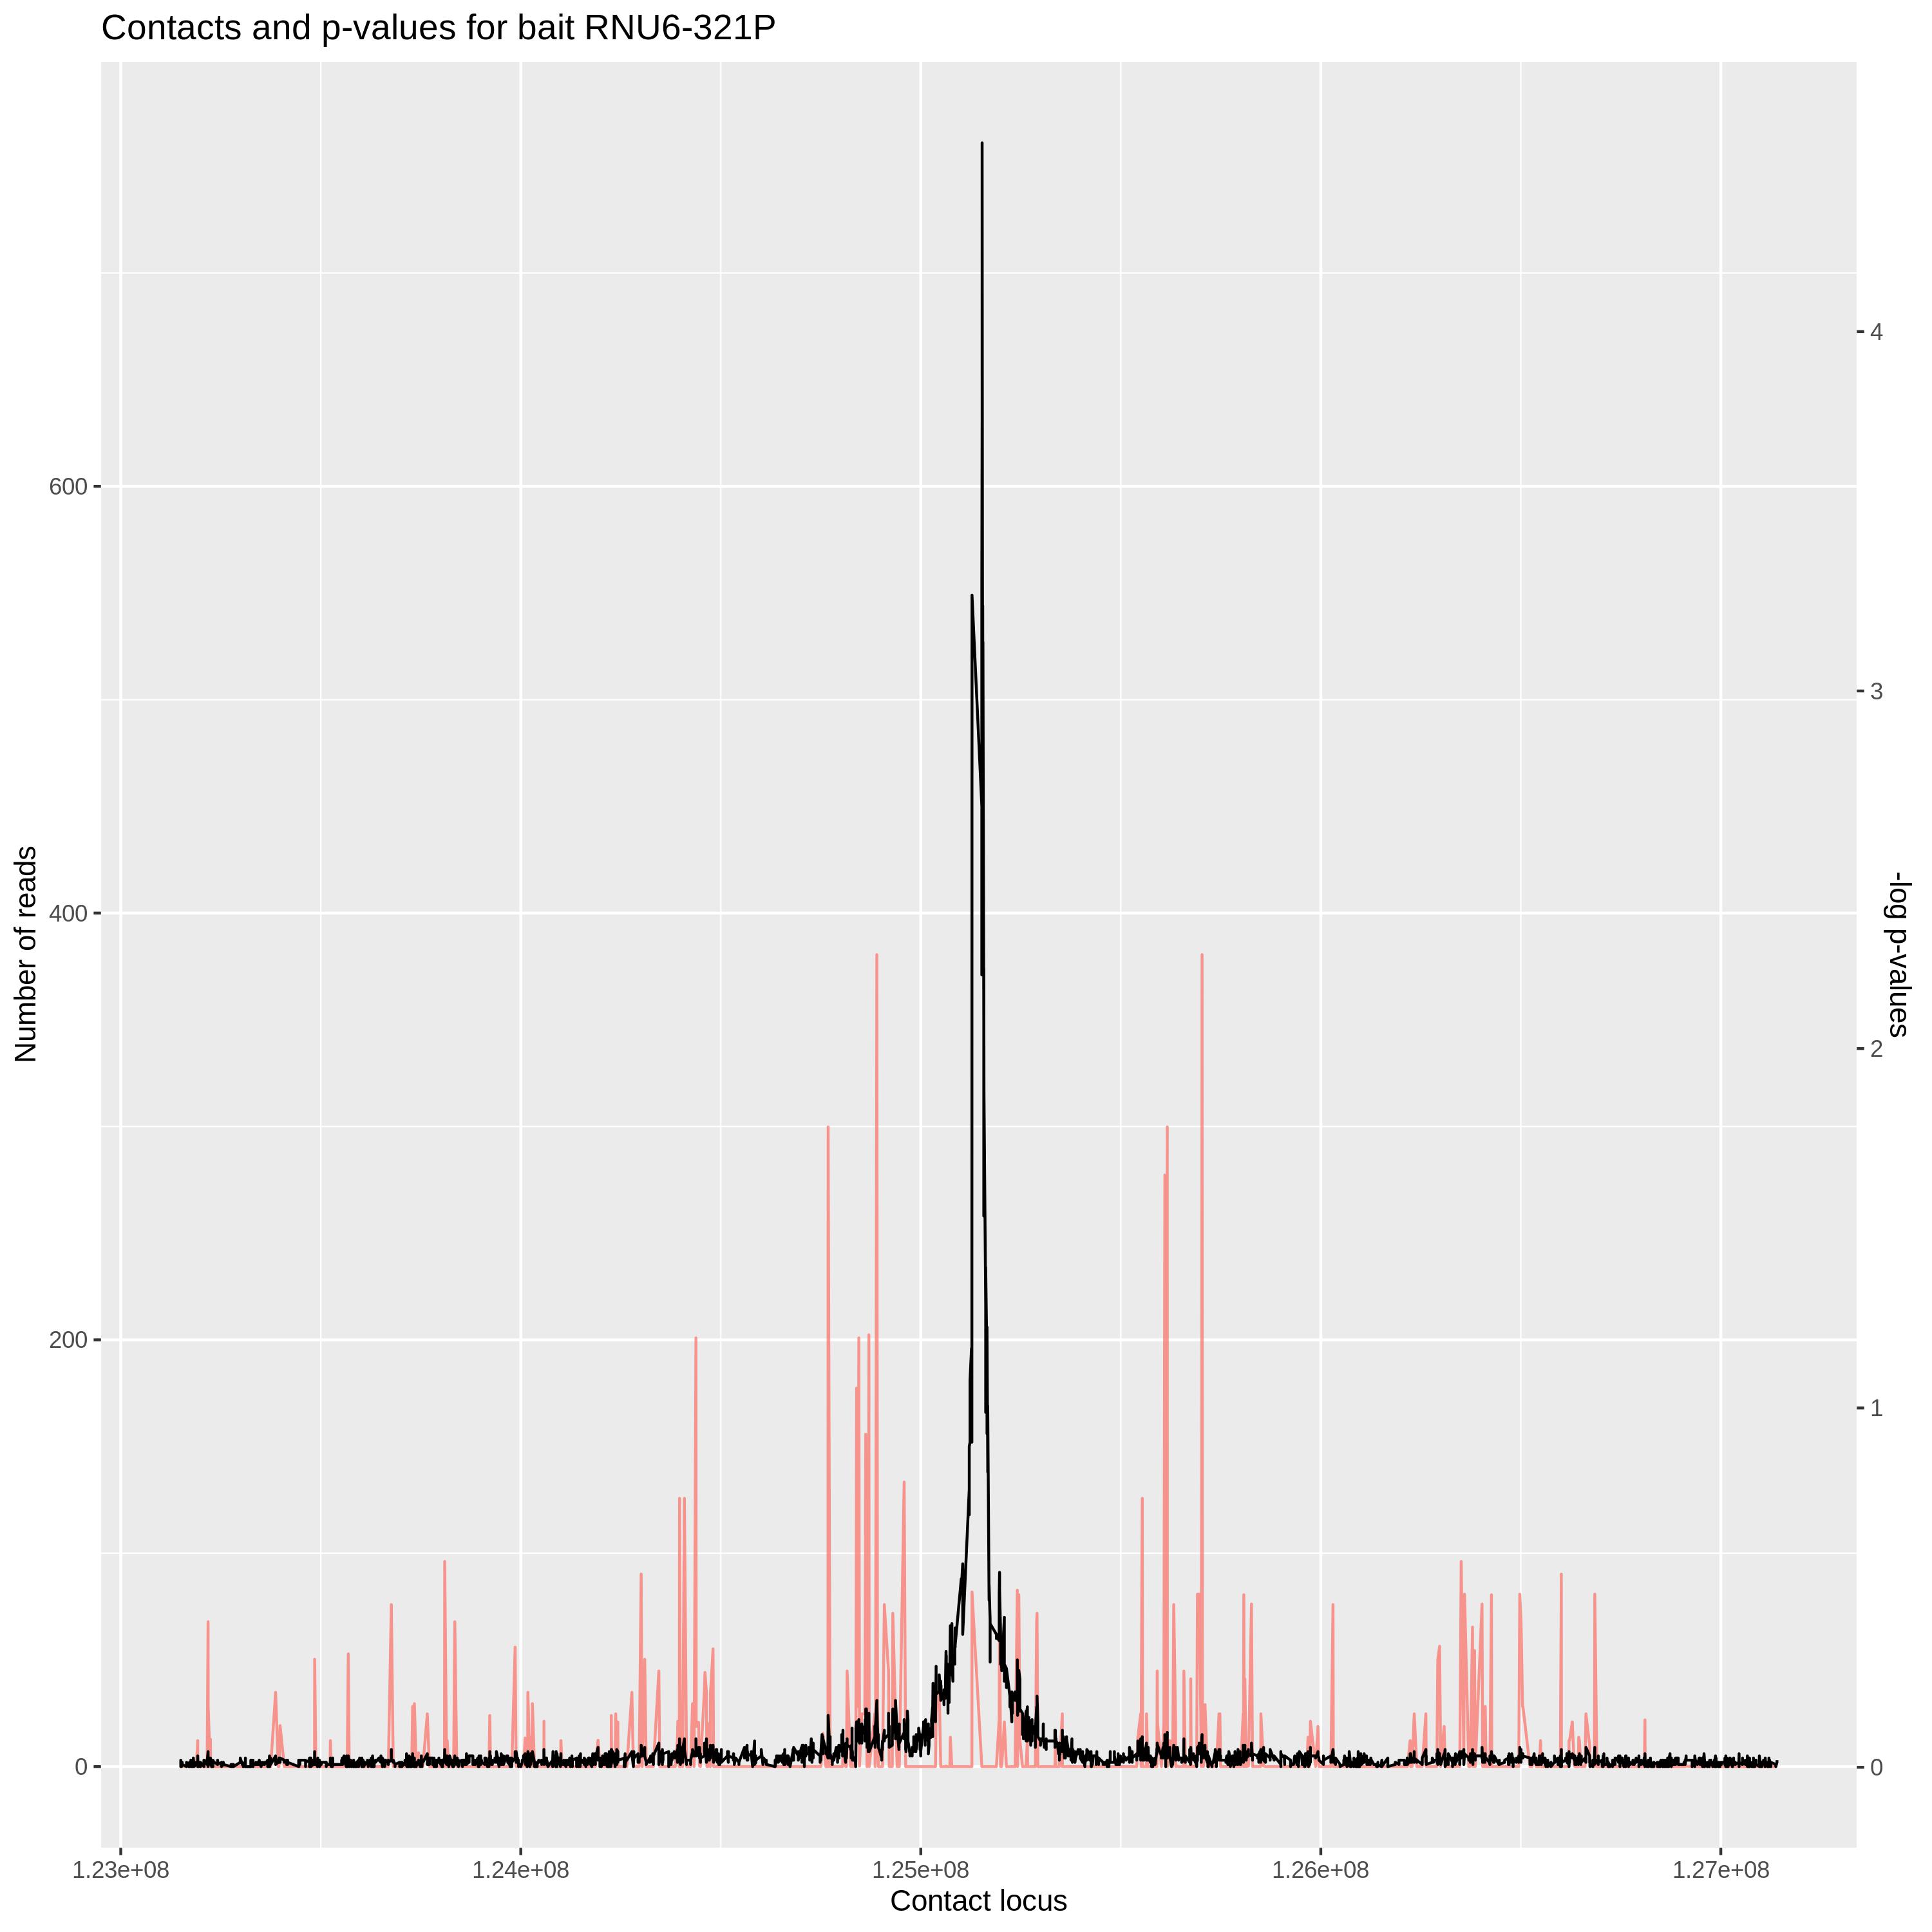 Contacts and p-values for bait RNU6-321P
Number of reads
600
400
200
0
4
3
2
1
0
-log p-values
1.23e+08
1.24e+08
1.25e+08
1.26e+08
1.27e+08
Contact locus